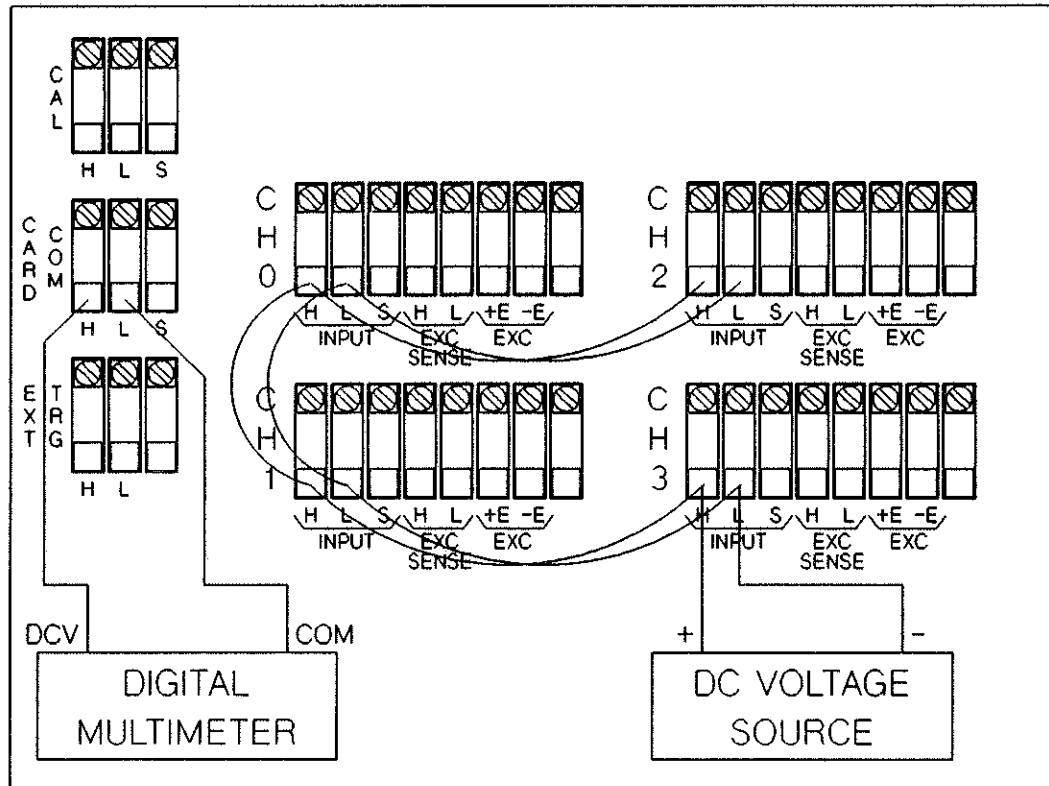 CAL
H L S
CARD COM
H L S
EXT TRG
H L
CH0
H L S H L +E -E
INPUT EXC SENSE EXC
CH2
H L S H L +E -E
INPUT EXC SENSE EXC
CH1
H L S H L +E -E
INPUT EXC SENSE EXC
CH3
H L S H L +E -E
INPUT EXC SENSE EXC
DCV COM
DIGITAL
MULTIMETER
+ -
DC VOLTAGE
SOURCE